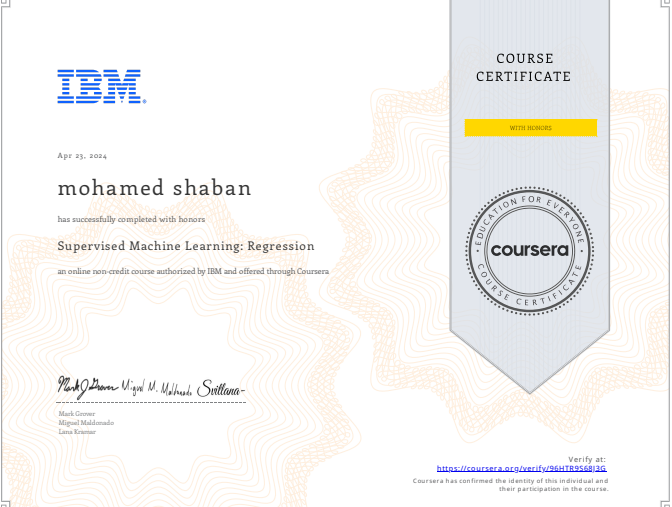 IBM®
Apr 23, 2024
mohamed shaban
has successfully completed with honors
Supervised Machine Learning: Regression
an online non-credit course authorized by IBM and offered through Coursera
Mark J Grover Miguel M. Maldonado Svitlana
Mark Grover
Miguel Maldonado
Lana Kramar
COURSE
CERTIFICATE
WITH HONORS
EDUCATION FOR EVERYONE
coursera
COURSE CERTIFICATE
Verify at:
https://coursera.org/verify/96HTR9S68J3G
Coursera has confirmed the identity of this individual and
their participation in the course.